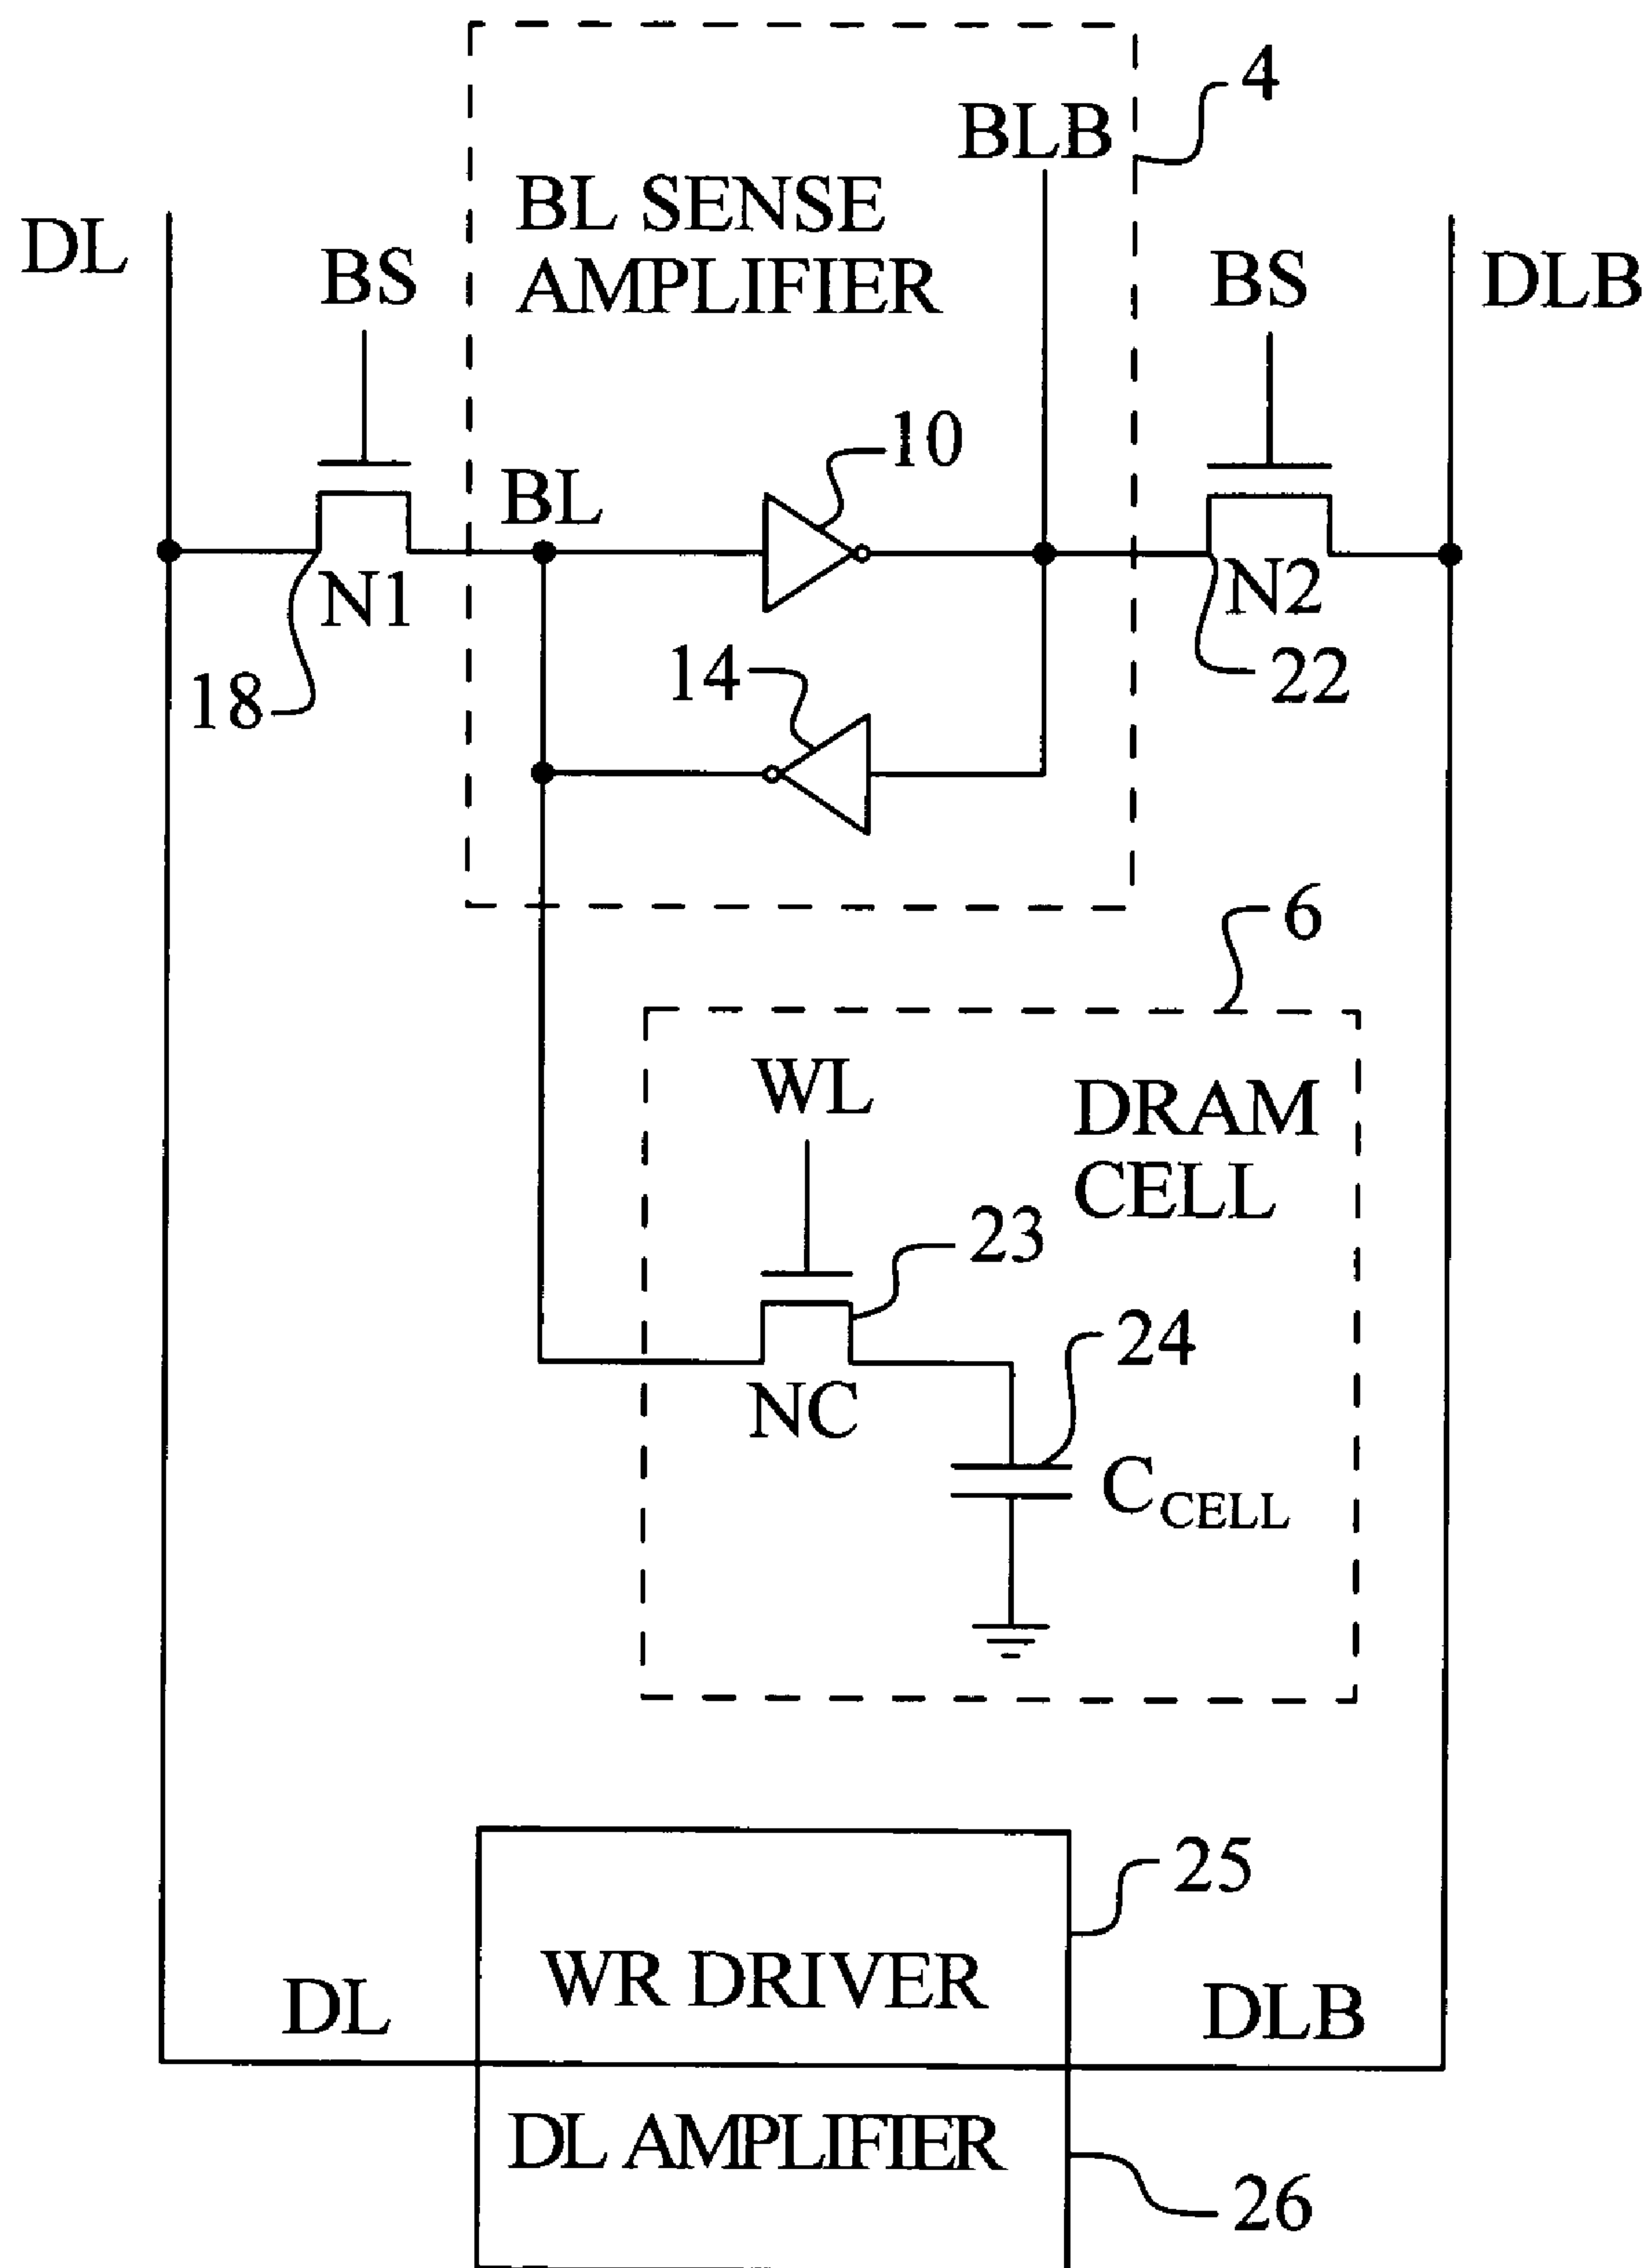 4
BLB
BL SENSE
AMPLIFIER
DL
BS
BS
DLB
10
BL
N1
N2
14
18
22
6
WL
DRAM
CELL
23
24
NC
CCELL
25
WR DRIVER
DL
DLB
DL AMPLIFIER
26